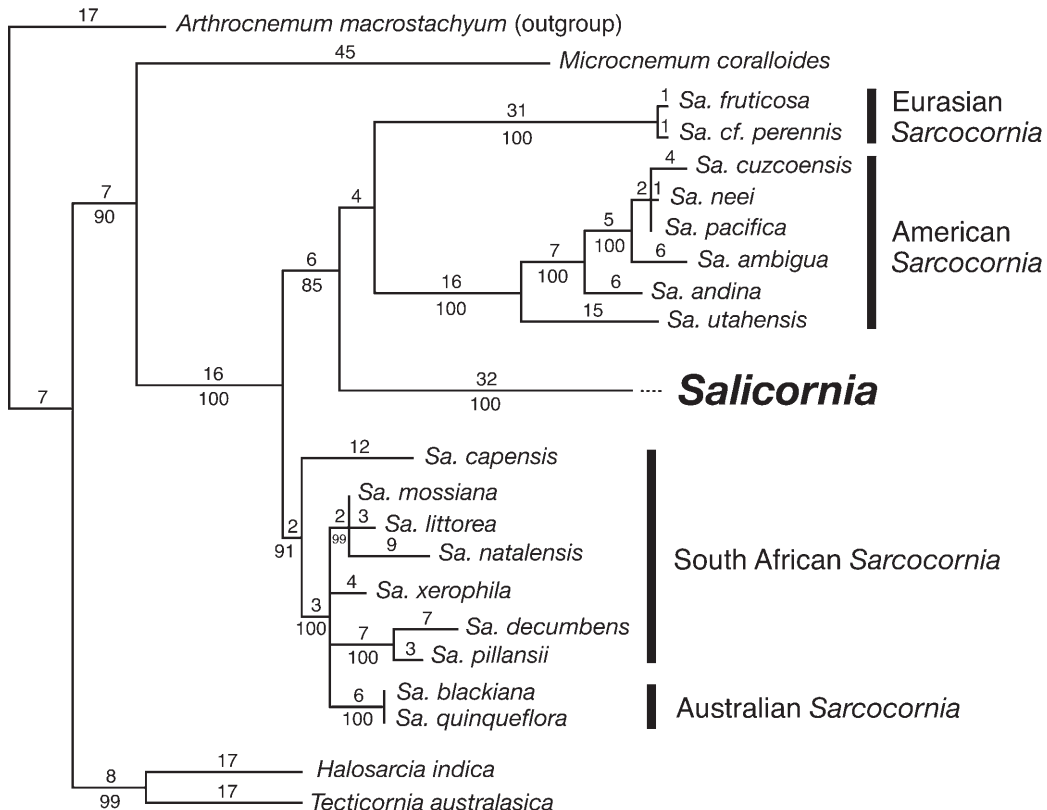 17
Arthrocnemum macrostachyum (outgroup)
45
Microcnemum coralloides
1
Sa. fruticosa
31
100
1
Sa. cf. perennis
Eurasian
Sarcocornia
4
Sa. cuzcoensis
2
1
Sa. neei
Sa. pacifica
5
100
6
Sa. ambigua
7
100
6
Sa. andina
16
100
15
Sa. utahensis
American
Sarcocornia
7
90
4
6
85
32
100
Salicornia
16
100
7
12
Sa. capensis
Sa. mossiana
2
99
3
Sa. littorea
9
Sa. natalensis
2
91
4
Sa. xerophila
3
100
7
Sa. decumbens
7
100
3
Sa. pillansii
South African Sarcocornia
6
100
Sa. blackiana
Sa. quinqueflora
Australian Sarcocornia
8
99
17
Halosarcia indica
17
Tecticornia australasica